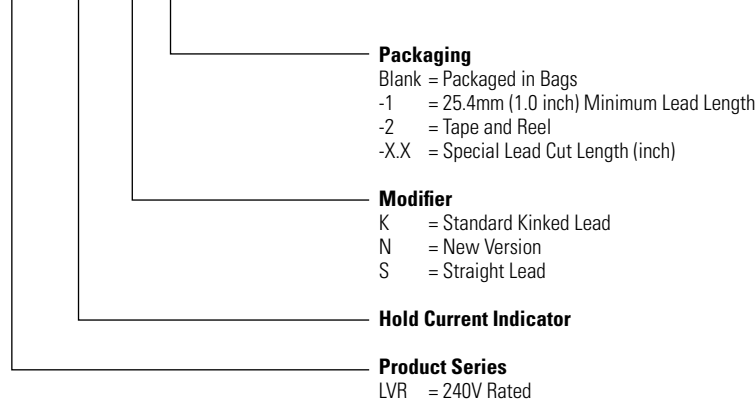 Packaging
Blank = Packaged in Bags
-1 = 25.4mm (1.0 inch) Minimum Lead Length
-2 = Tape and Reel
-X.X = Special Lead Cut Length (inch)
Modifier
K = Standard Kinked Lead
N = New Version
S = Straight Lead
Hold Current Indicator
Product Series
LVR = 240V Rated